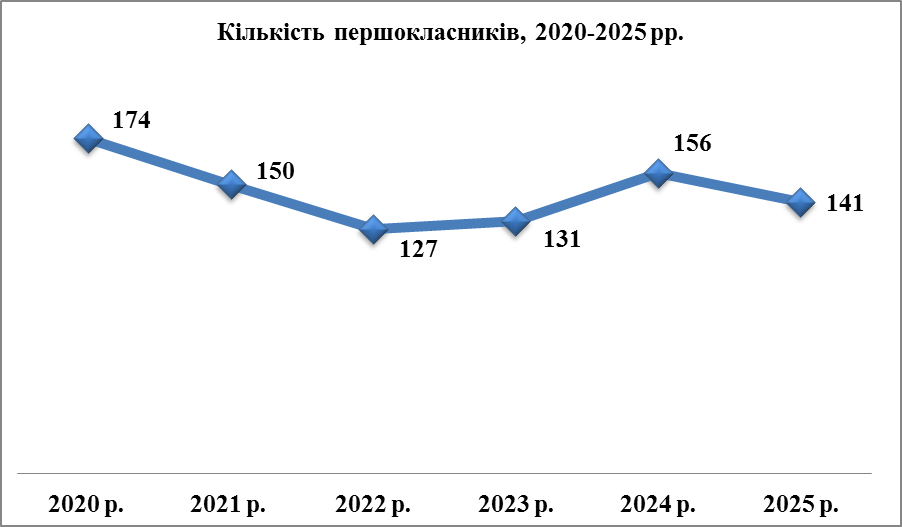 Кількість першокласників, 2020-2025 рр.
174
150
127
131
156
141
2020 р.
2021 р.
2022 р.
2023 р.
2024 р.
2025 р.